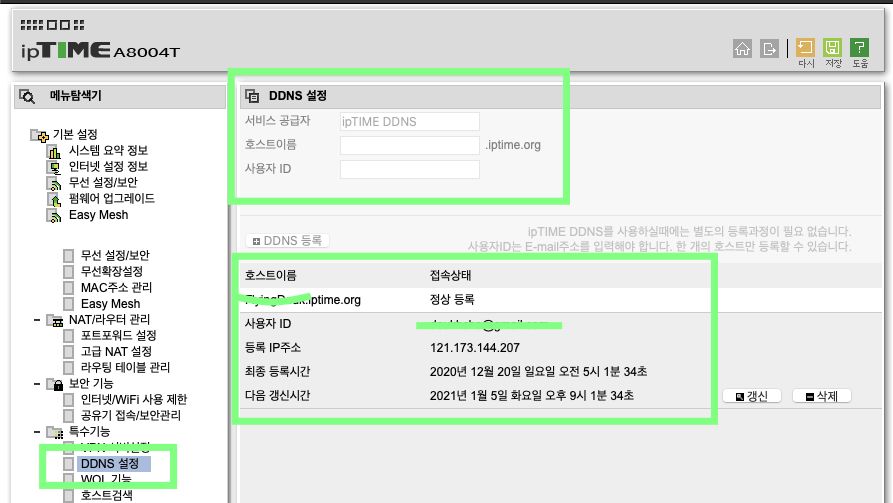 ipTIME A8004T
다시 저장 도움
메뉴탐색기
기본 설정
시스템 요약 정보
인터넷 설정 정보
무선 설정/보안
펌웨어 업그레이드
Easy Mesh
무선 설정/보안
무선확장설정
MAC주소 관리
Easy Mesh
NAT/라우터 관리
포트포워드 설정
고급 NAT 설정
라우팅 테이블 관리
보안 기능
인터넷/WiFi 사용 제한
공유기 접속/보안관리
특수기능
DDNS 설정
WOL 기능
호스트검색
DDNS 설정
서비스 공급자 ipTIME DDNS
호스트이름 .iptime.org
사용자 ID
DDNS 등록
ipTIME DDNS를 사용하실때에는 별도의 등록과정이 필요 없습니다.
사용자ID는 E-mail주소를 입력해야 합니다. 한 개의 호스트만 등록할 수 있습니다.
호스트이름 접속상태
.iptime.org 정상 등록
사용자 ID
등록 IP주소 121.173.144.207
최종 등록시간 2020년 12월 20일 일요일 오전 5시 1분 34초
다음 갱신시간 2021년 1월 5일 화요일 오후 9시 1분 34초
갱신 삭제